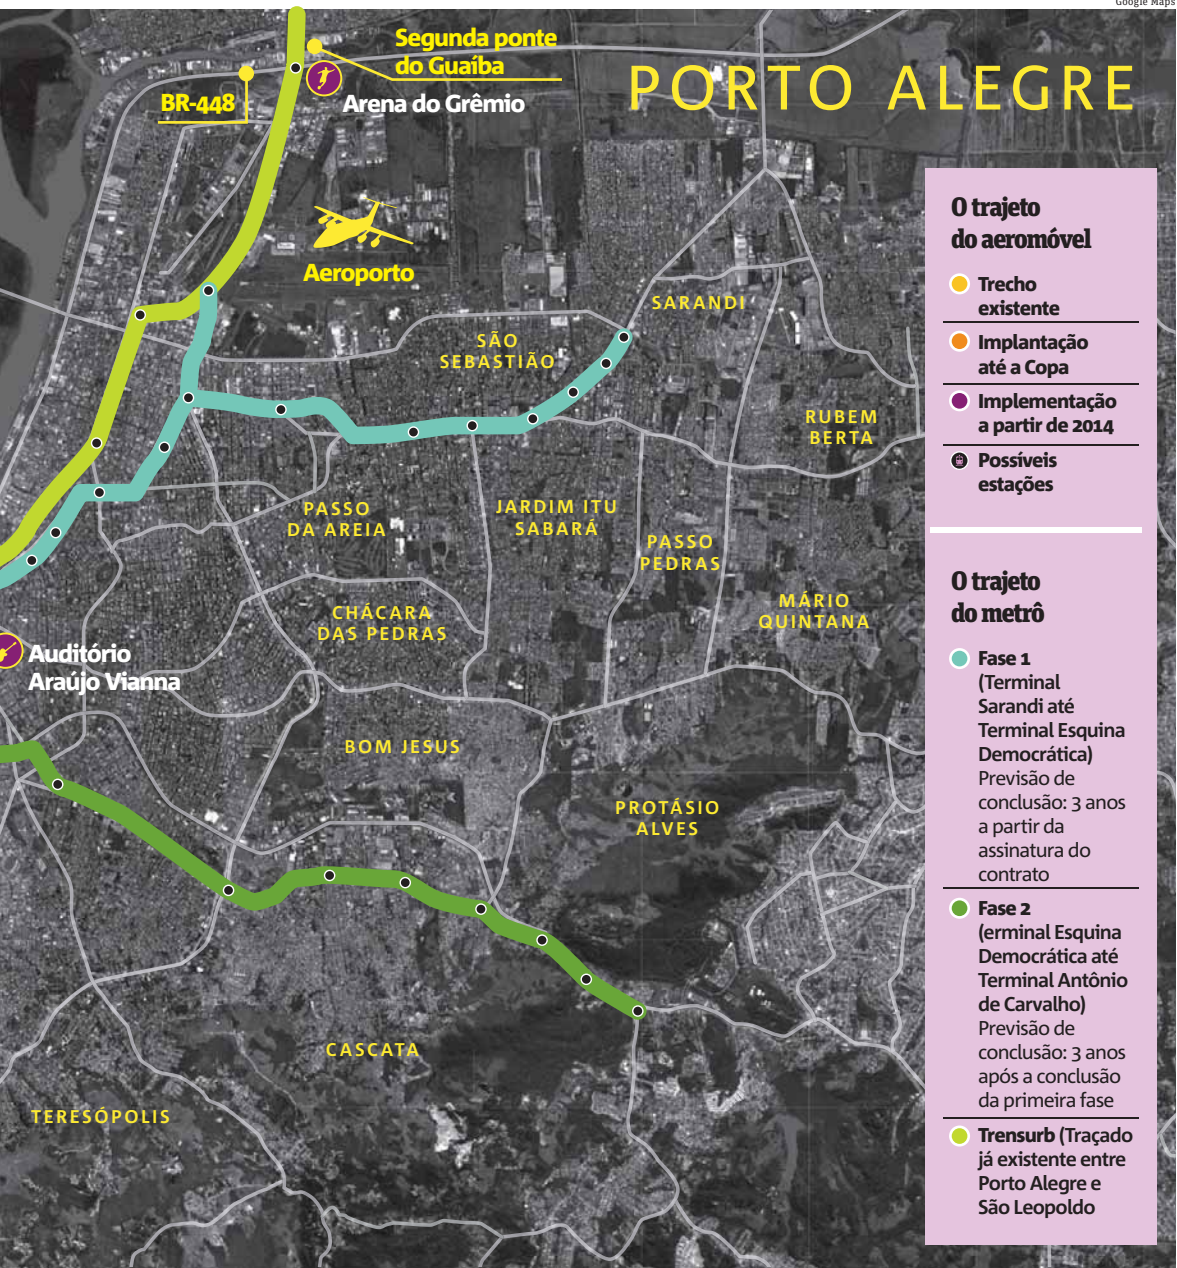 Google Maps
PORTO ALEGRE
Segunda ponte
do Guaíba
BR-448
Arena do Grêmio
Aeroporto
SARANDI
SÃO
SEBASTIÃO
RUBEM
BERTA
PASSO
DA AREIA
JARDIM ITU
SABARÁ
PASSO
PEDRAS
CHÁCARA
DAS PEDRAS
MÁRIO
QUINTANA
Auditório
Araújo Vianna
BOM JESUS
PROTÁSIO
ALVES
CASCATA
TERESÓPOLIS
O trajeto
do aeromóvel
Trecho
existente
Implantação
até a Copa
Implementação
a partir de 2014
Possíveis
estações
O trajeto
do metrô
Fase 1
(Terminal
Sarandi até
Terminal Esquina
Democrática)
Previsão de
conclusão: 3 anos
a partir da
assinatura do
contrato
Fase 2
(erminal Esquina
Democrática até
Terminal Antônio
de Carvalho)
Previsão de
conclusão: 3 anos
após a conclusão
da primeira fase
Trensurb (Traçado
já existente entre
Porto Alegre e
São Leopoldo